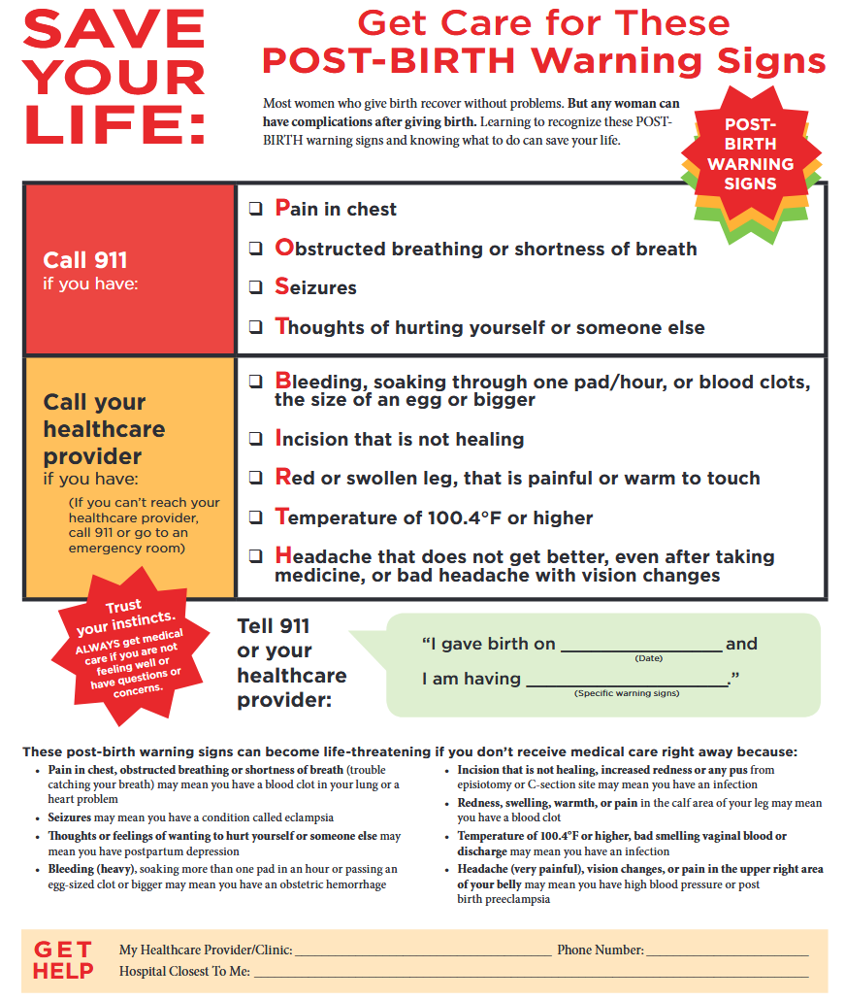 SAVE
YOUR
LIFE:
Get Care for These
POST-BIRTH Warning Signs
Most women who give birth recover without problems. But any woman can
have complications after giving birth. Learning to recognize these POST-
BIRTH warning signs and knowing what to do can save your life.
POST-
BIRTH
WARNING
SIGNS
Call 911
if you have:
❏ Pain in chest
❏ Obstructed breathing or shortness of breath
❏ Seizures
❏ Thoughts of hurting yourself or someone else
Call your
healthcare
provider
if you have:
(If you can't reach your
healthcare provider,
call 911 or go to an
emergency room)
❏ Bleeding, soaking through one pad/hour, or blood clots,
the size of an egg or bigger
❏ Incision that is not healing
❏ Red or swollen leg, that is painful or warm to touch
❏ Temperature of 100.4°F or higher
❏ Headache that does not get better, even after taking
medicine, or bad headache with vision changes
Trust
your instincts.
ALWAYS get medical
care if you are not
feeling well or
have questions or
concerns.
Tell 911
or your
healthcare
provider:
“I gave birth on ________________ and
(Date)
I am having ____________________.”
(Specific warning signs)
These post-birth warning signs can become life-threatening if you don't receive medical care right away because:
• Pain in chest, obstructed breathing or shortness of breath (trouble
catching your breath) may mean you have a blood clot in your lung or a
heart problem
• Seizures may mean you have a condition called eclampsia
• Thoughts or feelings of wanting to hurt yourself or someone else may
mean you have postpartum depression
• Bleeding (heavy), soaking more than one pad in an hour or passing an
egg-sized clot or bigger may mean you have an obstetric hemorrhage
• Incision that is not healing, increased redness or any pus from
episiotomy or C-section site may mean you have an infection
• Redness, swelling, warmth, or pain in the calf area of your leg may mean
you have a blood clot
• Temperature of 100.4°F or higher, bad smelling vaginal blood or
discharge may mean you have an infection
• Headache (very painful), vision changes, or pain in the upper right area
of your belly may mean you have high blood pressure or post
birth preeclampsia
GET
HELP
My Healthcare Provider/Clinic: ______________________ Phone Number: ______________
Hospital Closest To Me: ______________________________________________